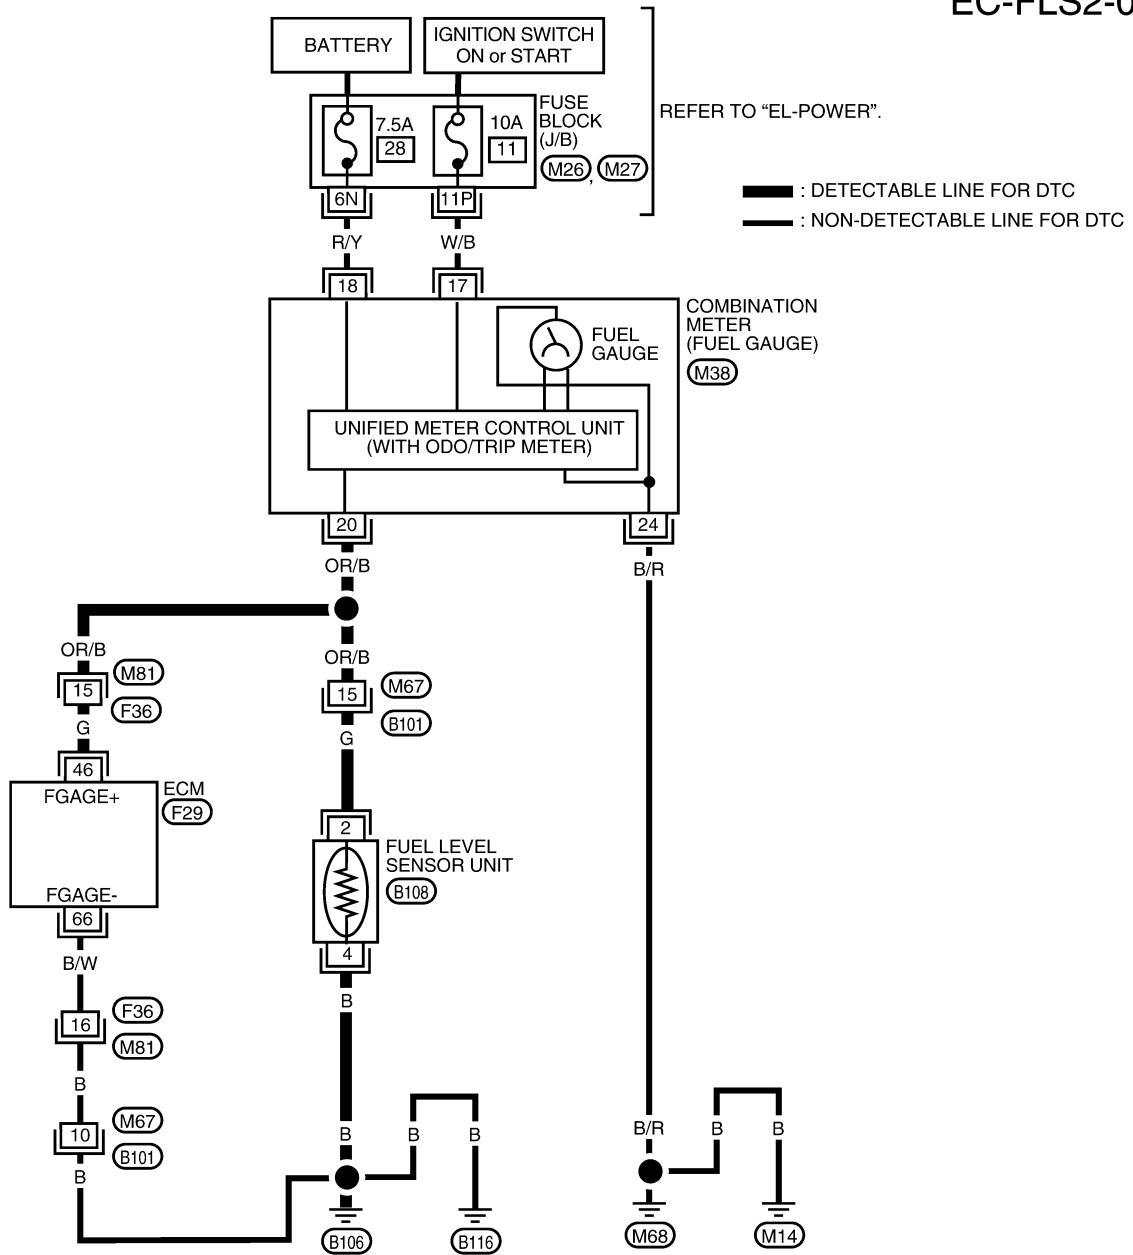 EC-FLS2-0
BATTERY
IGNITION SWITCH
ON or START
FUSE
BLOCK
(J/B)
7.5A
28
10A
11
M26, M27
REFER TO “EL-POWER”.
6N
11P
: DETECTABLE LINE FOR DTC
: NON-DETECTABLE LINE FOR DTC
R/Y
W/B
18
17
COMBINATION
METER
(FUEL GAUGE)
M38
FUEL
GAUGE
UNIFIED METER CONTROL UNIT
(WITH ODO/TRIP METER)
20
24
OR/B
B/R
OR/B
OR/B
M81
15
F36
M67
15
B101
G
G
46
FGAGE+
ECM
F29
2
FUEL LEVEL
SENSOR UNIT
B108
FGAGE-
66
4
B/W
B
F36
16
M81
B
M67
10
B101
B
B
B
B
B/R
B
B
B106
B116
M68
M14